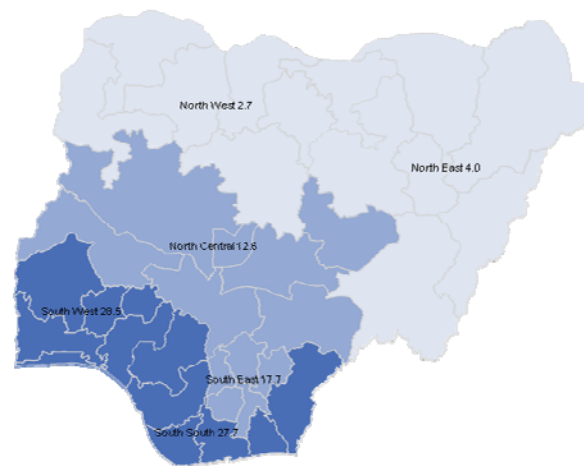 North West 2.7
North East 4.0
North Central 12.6
South West 28.5
South East 17.7
South South 27.7